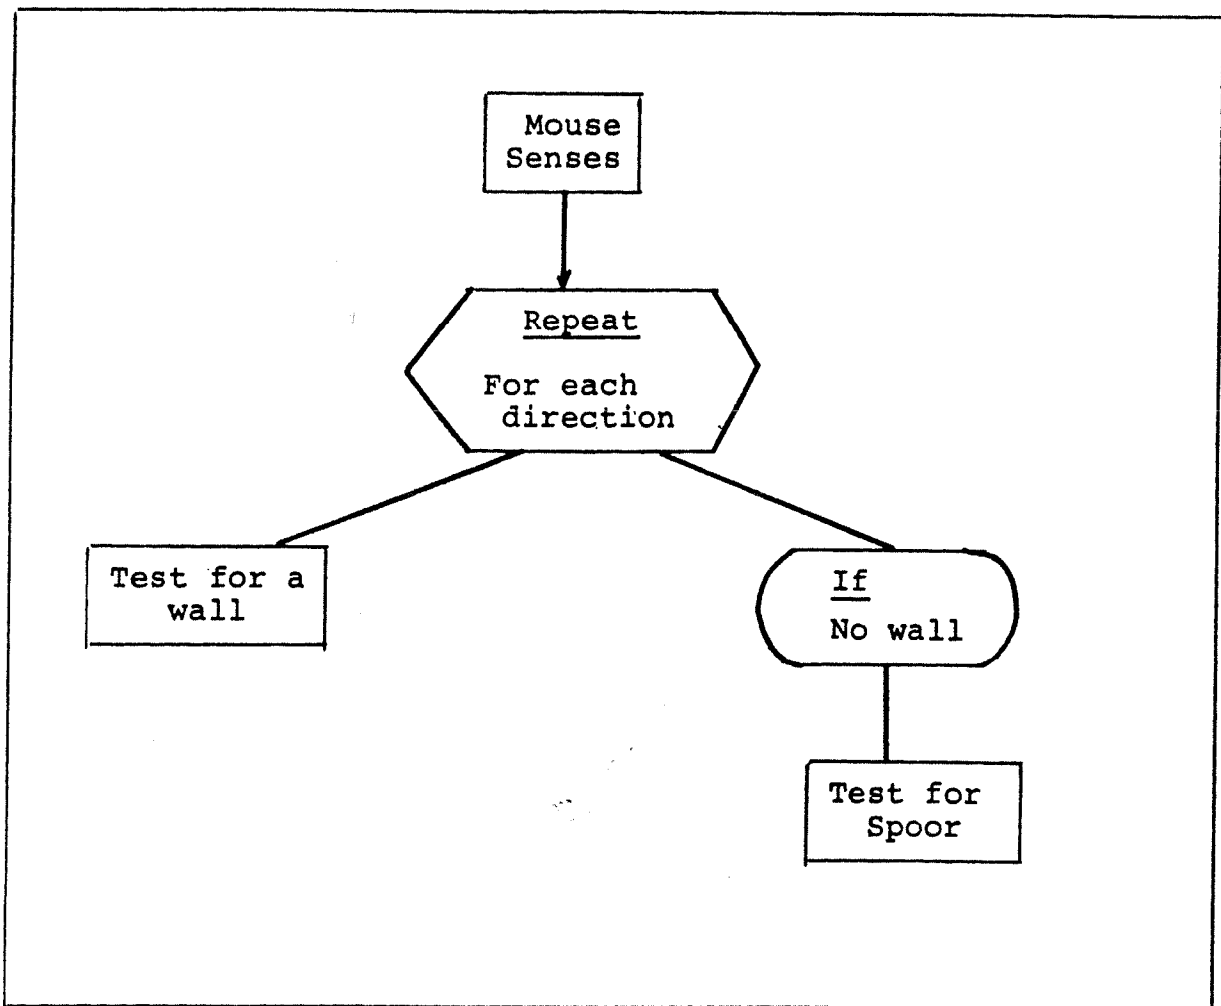 Mouse
Senses
Repeat
For each
direction
Test for a
wall
If
No wall
Test for
Spoor